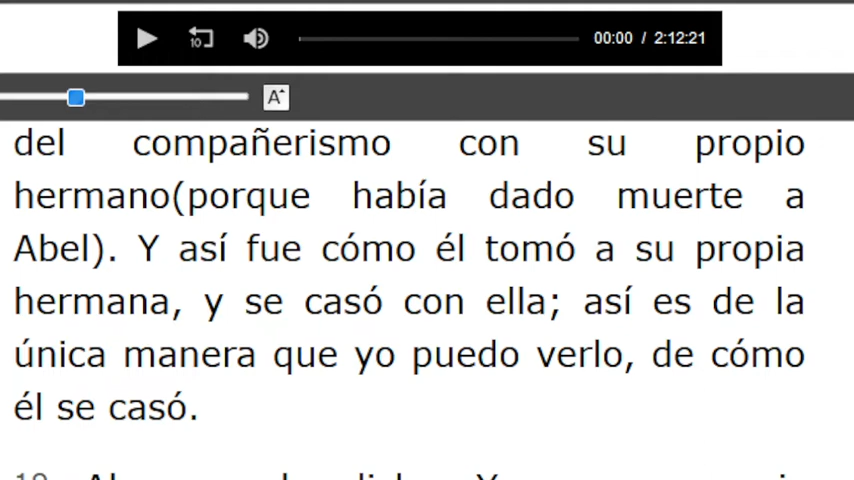 10
00:00 / 2:12:21
A
del compañerismo con su propio
hermano(porque había dado muerte a
Abel). Y así fue cómo él tomó a su propia
hermana, y se casó con ella; así es de la
única manera que yo puedo verlo, de cómo
él se casó.